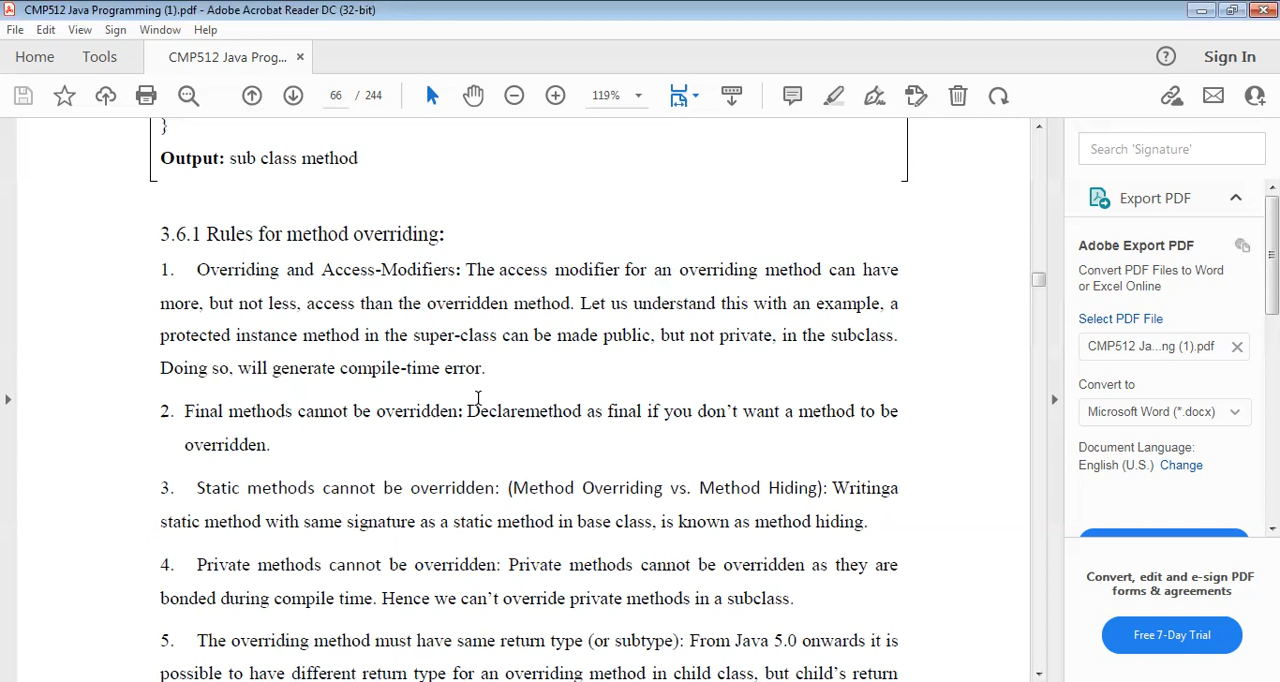 CMP512 Java Programming (1).pdf - Adobe Acrobat Reader DC (32-bit)
File Edit View Sign Window Help
Home Tools CMP512 Java Prog... × Sign In
66 / 244 119%
}
Output: sub class method
3.6.1 Rules for method overriding:
1. Overriding and Access-Modifiers: The access modifier for an overriding method can have
more, but not less, access than the overridden method. Let us understand this with an example, a
protected instance method in the super-class can be made public, but not private, in the subclass.
Doing so, will generate compile-time error.
2. Final methods cannot be overridden: Declaremethod as final if you don't want a method to be
overridden.
3. Static methods cannot be overridden: (Method Overriding vs. Method Hiding): Writinga
static method with same signature as a static method in base class, is known as method hiding.
4. Private methods cannot be overridden: Private methods cannot be overridden as they are
bonded during compile time. Hence we can't override private methods in a subclass.
5. The overriding method must have same return type (or subtype): From Java 5.0 onwards it is
possible to have different return type for an overriding method in child class, but child's return
Search 'Signature'
Export PDF
Adobe Export PDF
Convert PDF Files to Word
or Excel Online
Select PDF File
CMP512 Ja...ng (1).pdf ×
Convert to
Microsoft Word (*.docx)
Document Language:
English (U.S.) Change
Convert, edit and e-sign PDF
forms & agreements
Free 7-Day Trial